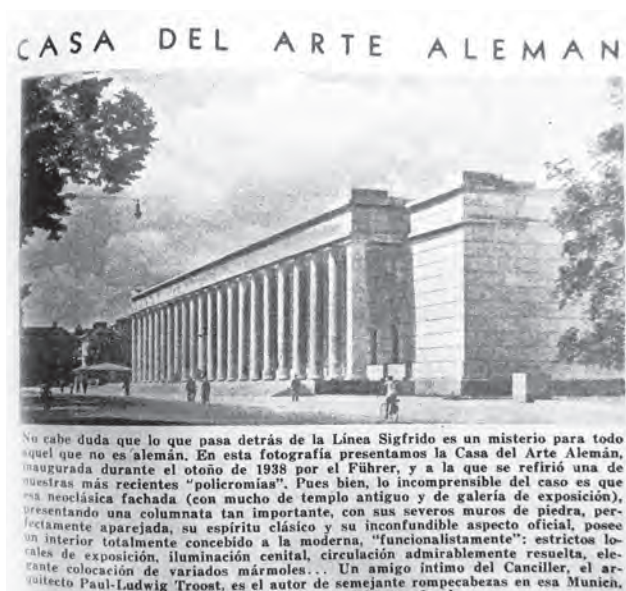 CASA DEL ARTE ALEMAN
No cabe duda que lo que pasa detrás de la Línea Sigfrido es un misterio para todo
aquel que no es alemán. En esta fotografía presentamos la Casa del Arte Alemán,
inaugurada durante el otoño de 1938 por el Führer, y a la que se refirió una de
nuestras más recientes "policromías". Pues bien, lo incomprensible del caso es que
esa neoclásica fachada (con mucho de templo antiguo y de galería de exposición),
presentando una columnata tan importante, con sus severos muros de piedra, per-
fectamente aparejada, su espíritu clásico y su inconfundible aspecto oficial, posee
un interior totalmente concebido a la moderna, "funcionalistamente": estrictos lo-
cales de exposición, iluminación cenital, circulación admirablemente resuelta, ele-
gante colocación de variados mármoles... Un amigo íntimo del Canciller, el ar-
quitecto Paul-Ludwig Troost, es el autor de semejante rompecabezas en esa Munich,